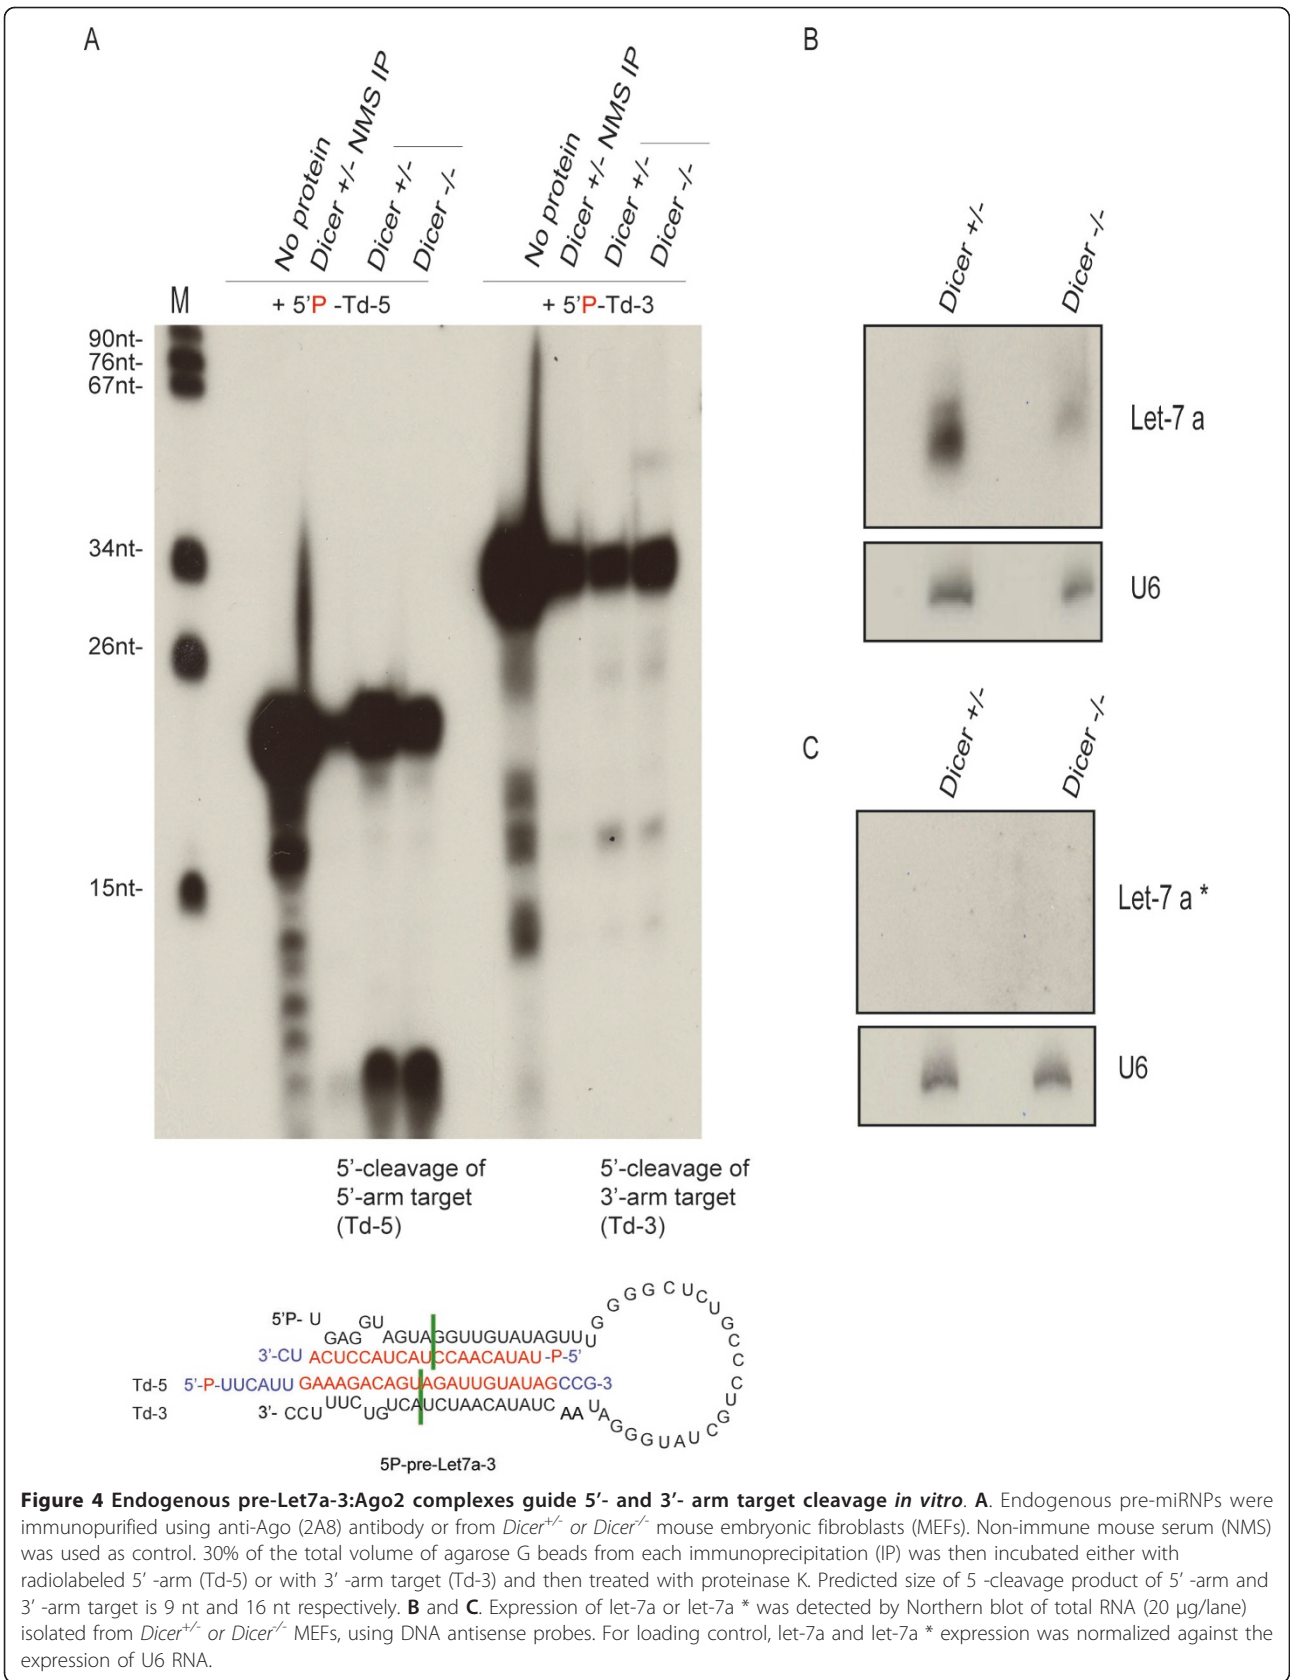 A
B
No protein
Dicer +/- NMS IP
Dicer +/-
Dicer -/-
No protein
Dicer +/- NMS IP
Dicer +/-
Dicer -/-
M
+ 5'P -Td-5
+ 5'P-Td-3
90nt-
76nt-
67nt-
34nt-
26nt-
15nt-
Dicer +/-
Dicer -/-
Let-7 a
U6
C
Dicer +/-
Dicer -/-
Let-7 a *
U6
5'-cleavage of
5'-arm target
(Td-5)
5'-cleavage of
3'-arm target
(Td-3)
5'P- U
GAG
GU
AGUAGGUUGUAUAGUU
U
G
GGGGCUCUGCCCUGCUAUGGGAU
3'-CU ACUCCAUCAUCCAACAUAU -P-5'
Td-5 5'-P-UUCAUU GAAAGACAGUAGAUUGUAUAGCCG-3
Td-3 3'- CCU UUC UG UCAUCUAACAUAUC AA
5P-pre-Let7a-3
Figure 4 Endogenous pre-Let7a-3:Ago2 complexes guide 5'- and 3'- arm target cleavage in vitro. A. Endogenous pre-miRNPs were
immunopurified using anti-Ago (2A8) antibody or from Dicer+/- or Dicer-/- mouse embryonic fibroblasts (MEFs). Non-immune mouse serum (NMS)
was used as control. 30% of the total volume of agarose G beads from each immunoprecipitation (IP) was then incubated either with
radiolabeled 5' -arm (Td-5) or with 3' -arm target (Td-3) and then treated with proteinase K. Predicted size of 5 -cleavage product of 5' -arm and
3' -arm target is 9 nt and 16 nt respectively. B and C. Expression of let-7a or let-7a * was detected by Northern blot of total RNA (20 μg/lane)
isolated from Dicer+/- or Dicer-/- MEFs, using DNA antisense probes. For loading control, let-7a and let-7a * expression was normalized against the
expression of U6 RNA.